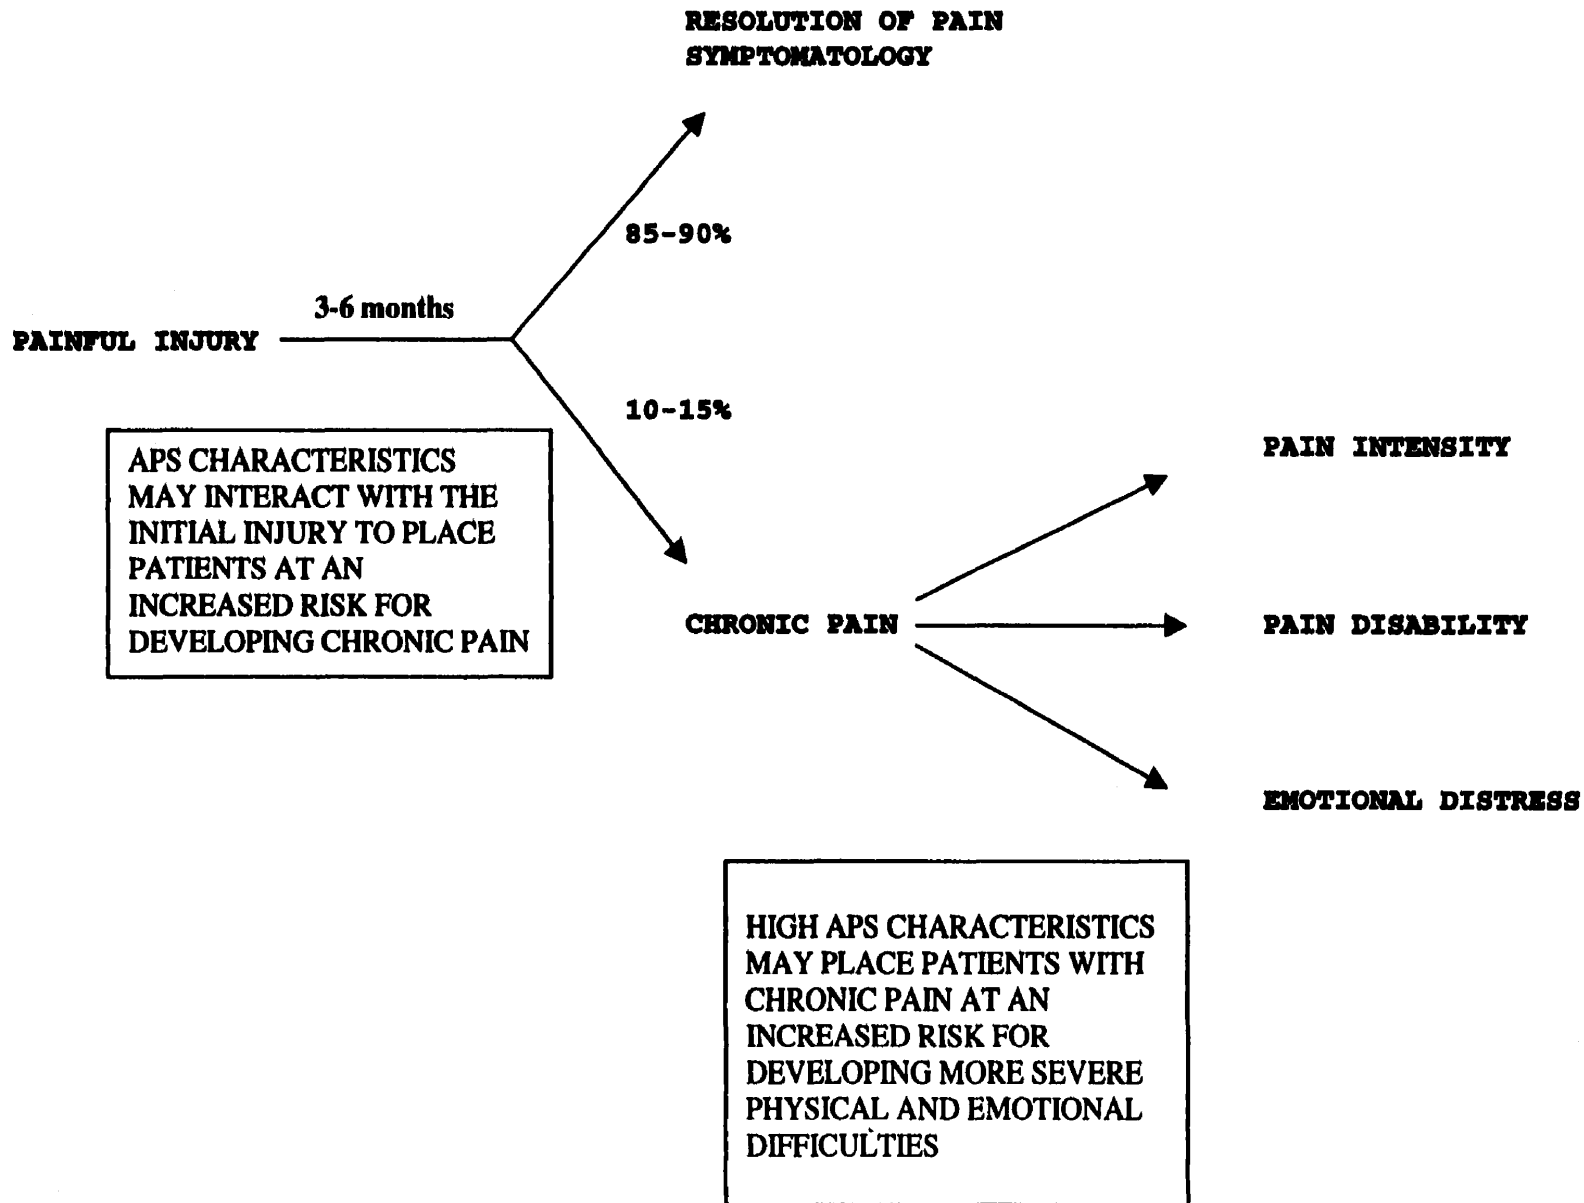 RESOLUTION OF PAIN
SYMPTOMATOLOGY
85-90%
3-6 months
PAINFUL INJURY
10-15%
APS CHARACTERISTICS
MAY INTERACT WITH THE
INITIAL INJURY TO PLACE
PATIENTS AT AN
INCREASED RISK FOR
DEVELOPING CHRONIC PAIN
PAIN INTENSITY
CHRONIC PAIN
PAIN DISABILITY
EMOTIONAL DISTRESS
HIGH APS CHARACTERISTICS
MAY PLACE PATIENTS WITH
CHRONIC PAIN AT AN
INCREASED RISK FOR
DEVELOPING MORE SEVERE
PHYSICAL AND EMOTIONAL
DIFFICULTIES